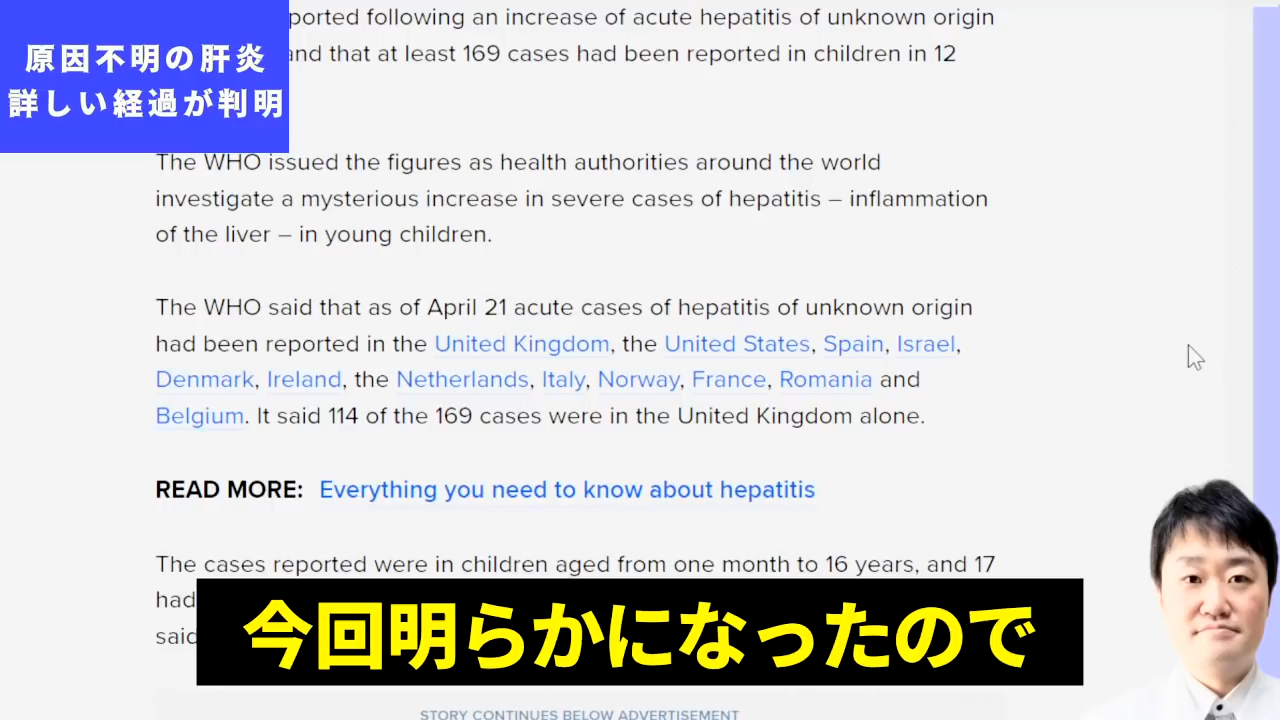 原因不明の肝炎
詳しい経過が判明
ported following an increase of acute hepatitis of unknown origin
and that at least 169 cases had been reported in children in 12
The WHO issued the figures as health authorities around the world
investigate a mysterious increase in severe cases of hepatitis – inflammation
of the liver – in young children.
The WHO said that as of April 21 acute cases of hepatitis of unknown origin
had been reported in the United Kingdom, the United States, Spain, Israel,
Denmark, Ireland, the Netherlands, Italy, Norway, France, Romania and
Belgium. It said 114 of the 169 cases were in the United Kingdom alone.
READ MORE: Everything you need to know about hepatitis
The cases reported were in children aged from one month to 16 years, and 17
had
said
今回明らかになったので
STORY CONTINUES BELOW ADVERTISEMENT